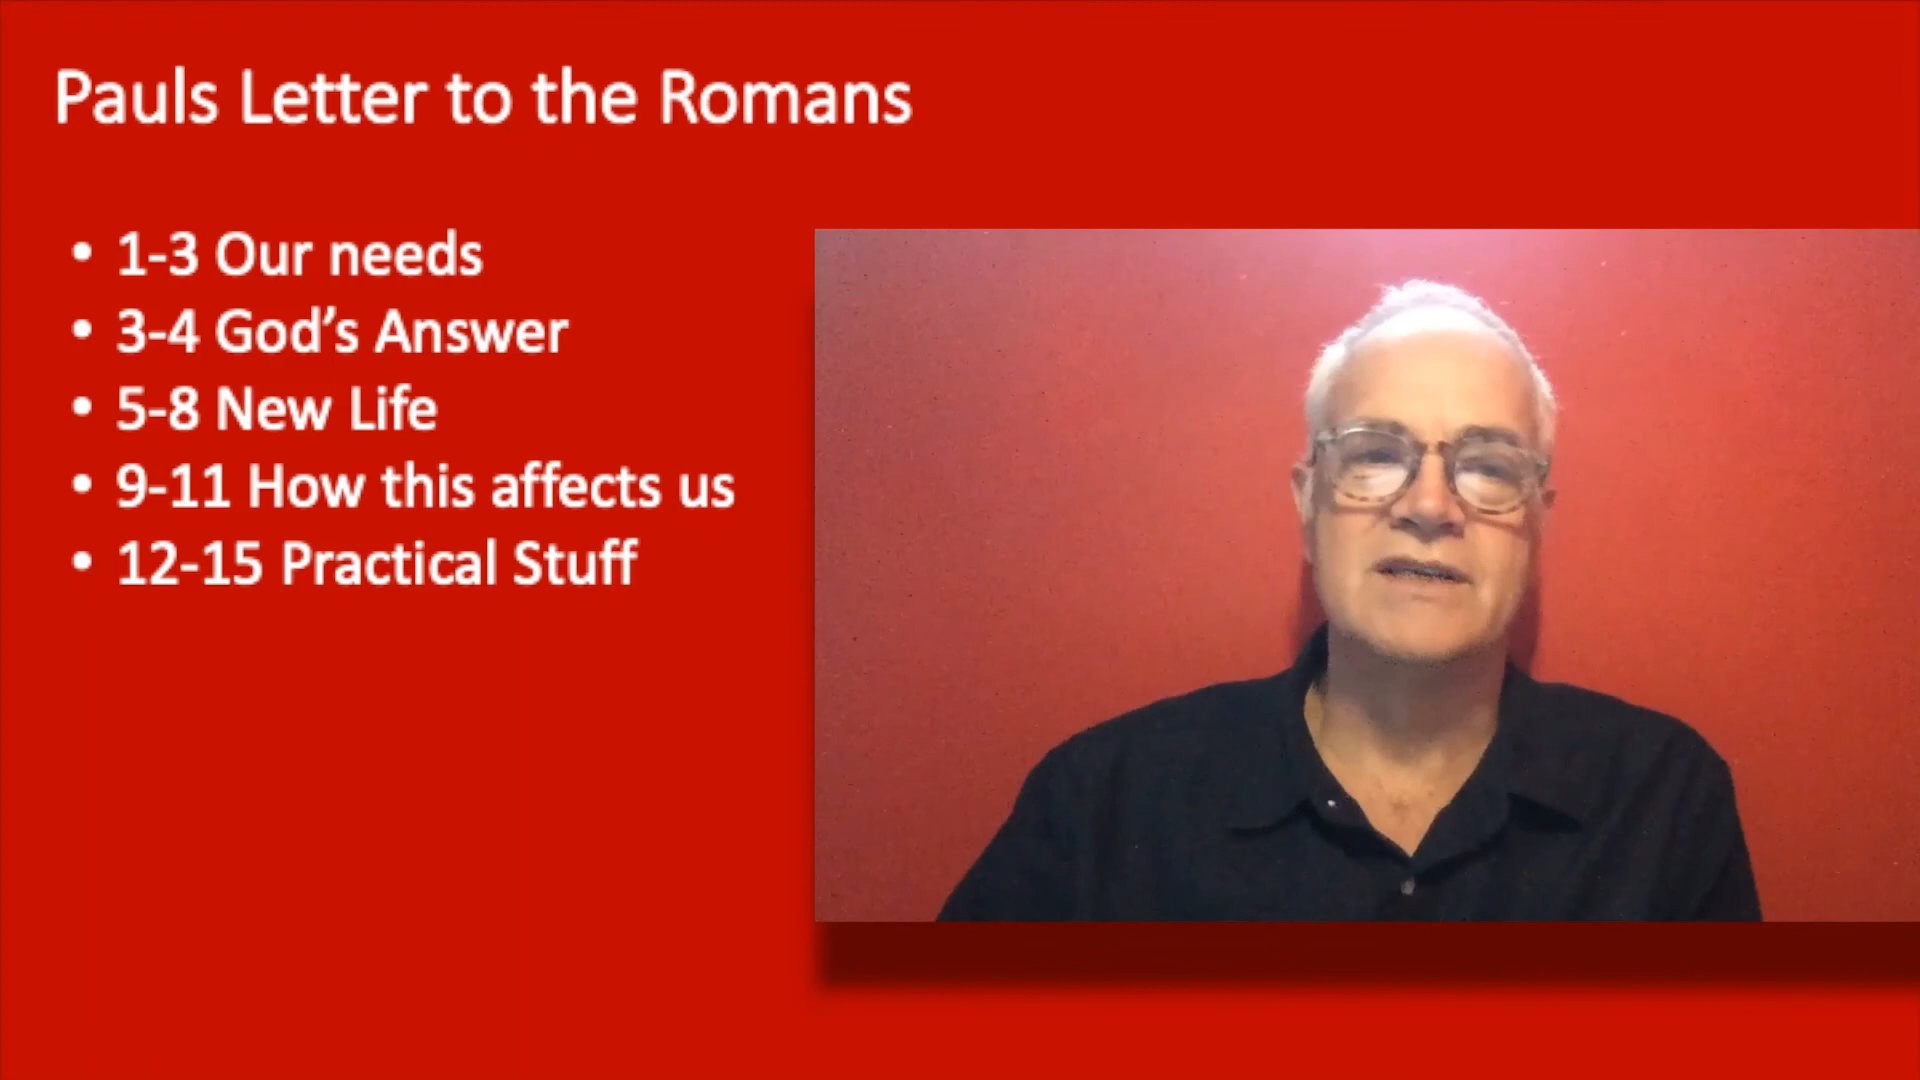 Pauls Letter to the Romans
• 1-3 Our needs
• 3-4 God’s Answer
• 5-8 New Life
• 9-11 How this affects us
• 12-15 Practical Stuff